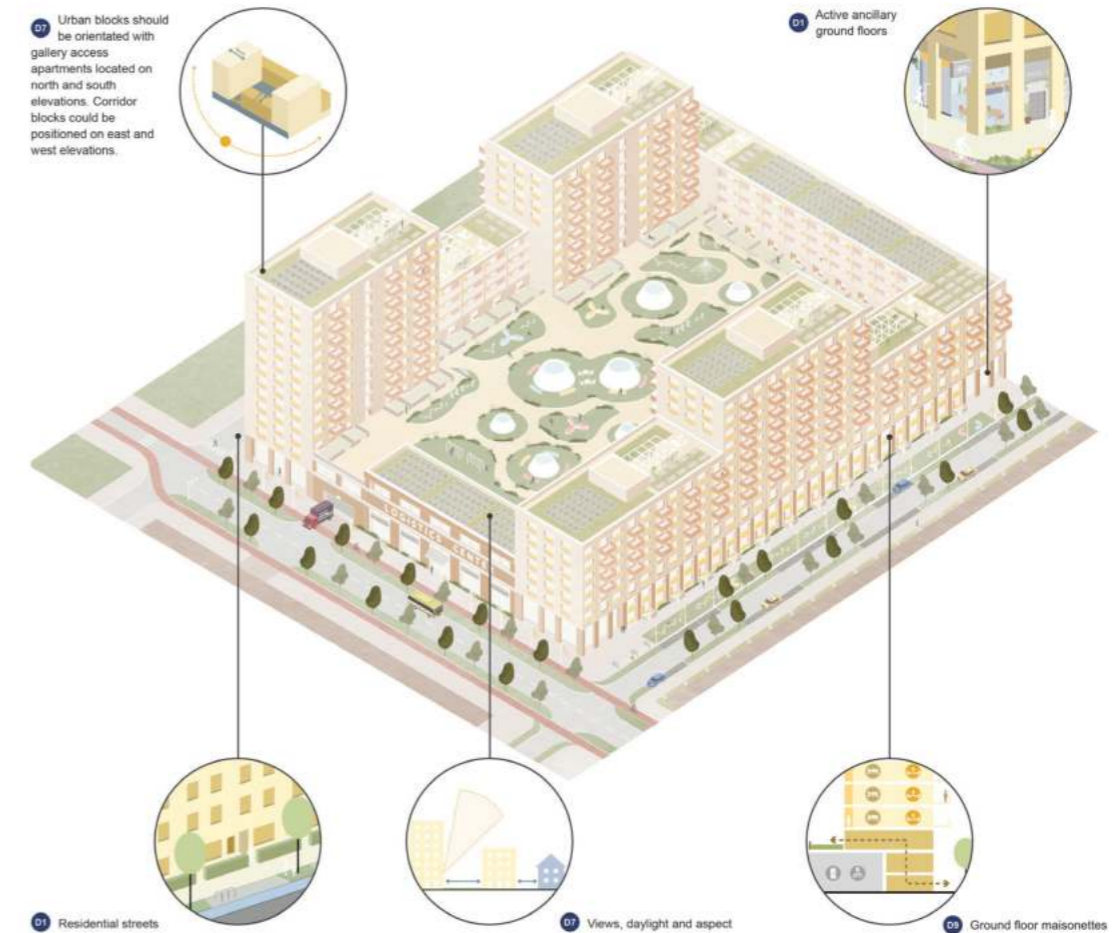 D7 Urban blocks should
be orientated with
gallery access
apartments located on
north and south
elevations. Corridor
blocks could be
positioned on east and
west elevations.
D1 Active ancillary
ground floors
LOGISTICS CENTE
D1 Residential streets
D7 Views, daylight and aspect
D9 Ground floor maisonettes